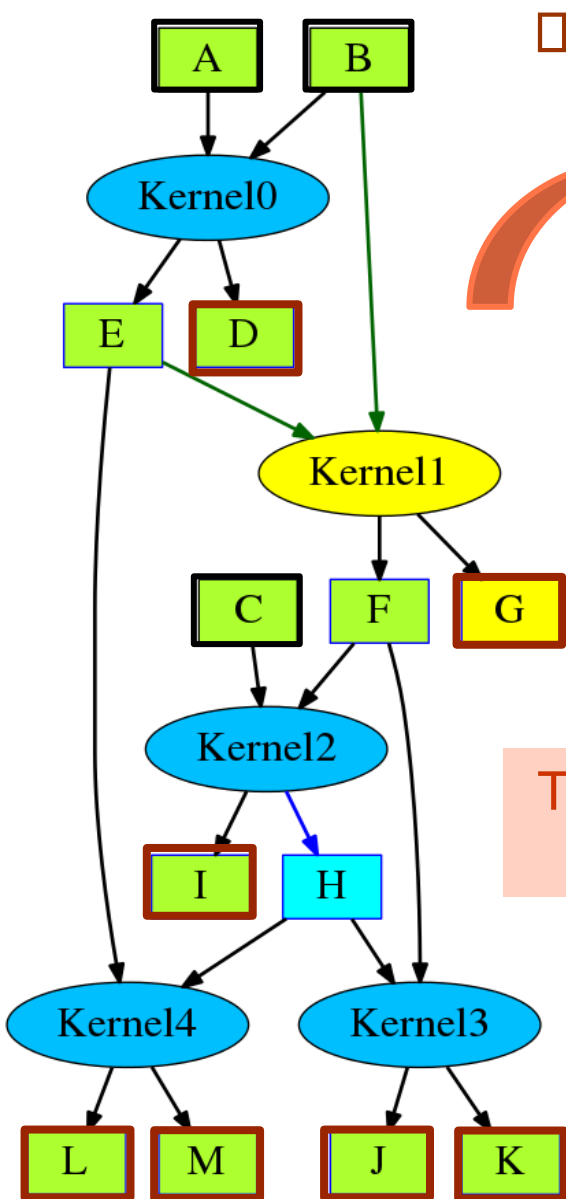 A B
Kernel0
E D
Kernel1
C F G
Kernel2
T
I H
Kernel4 Kernel3
L M J K